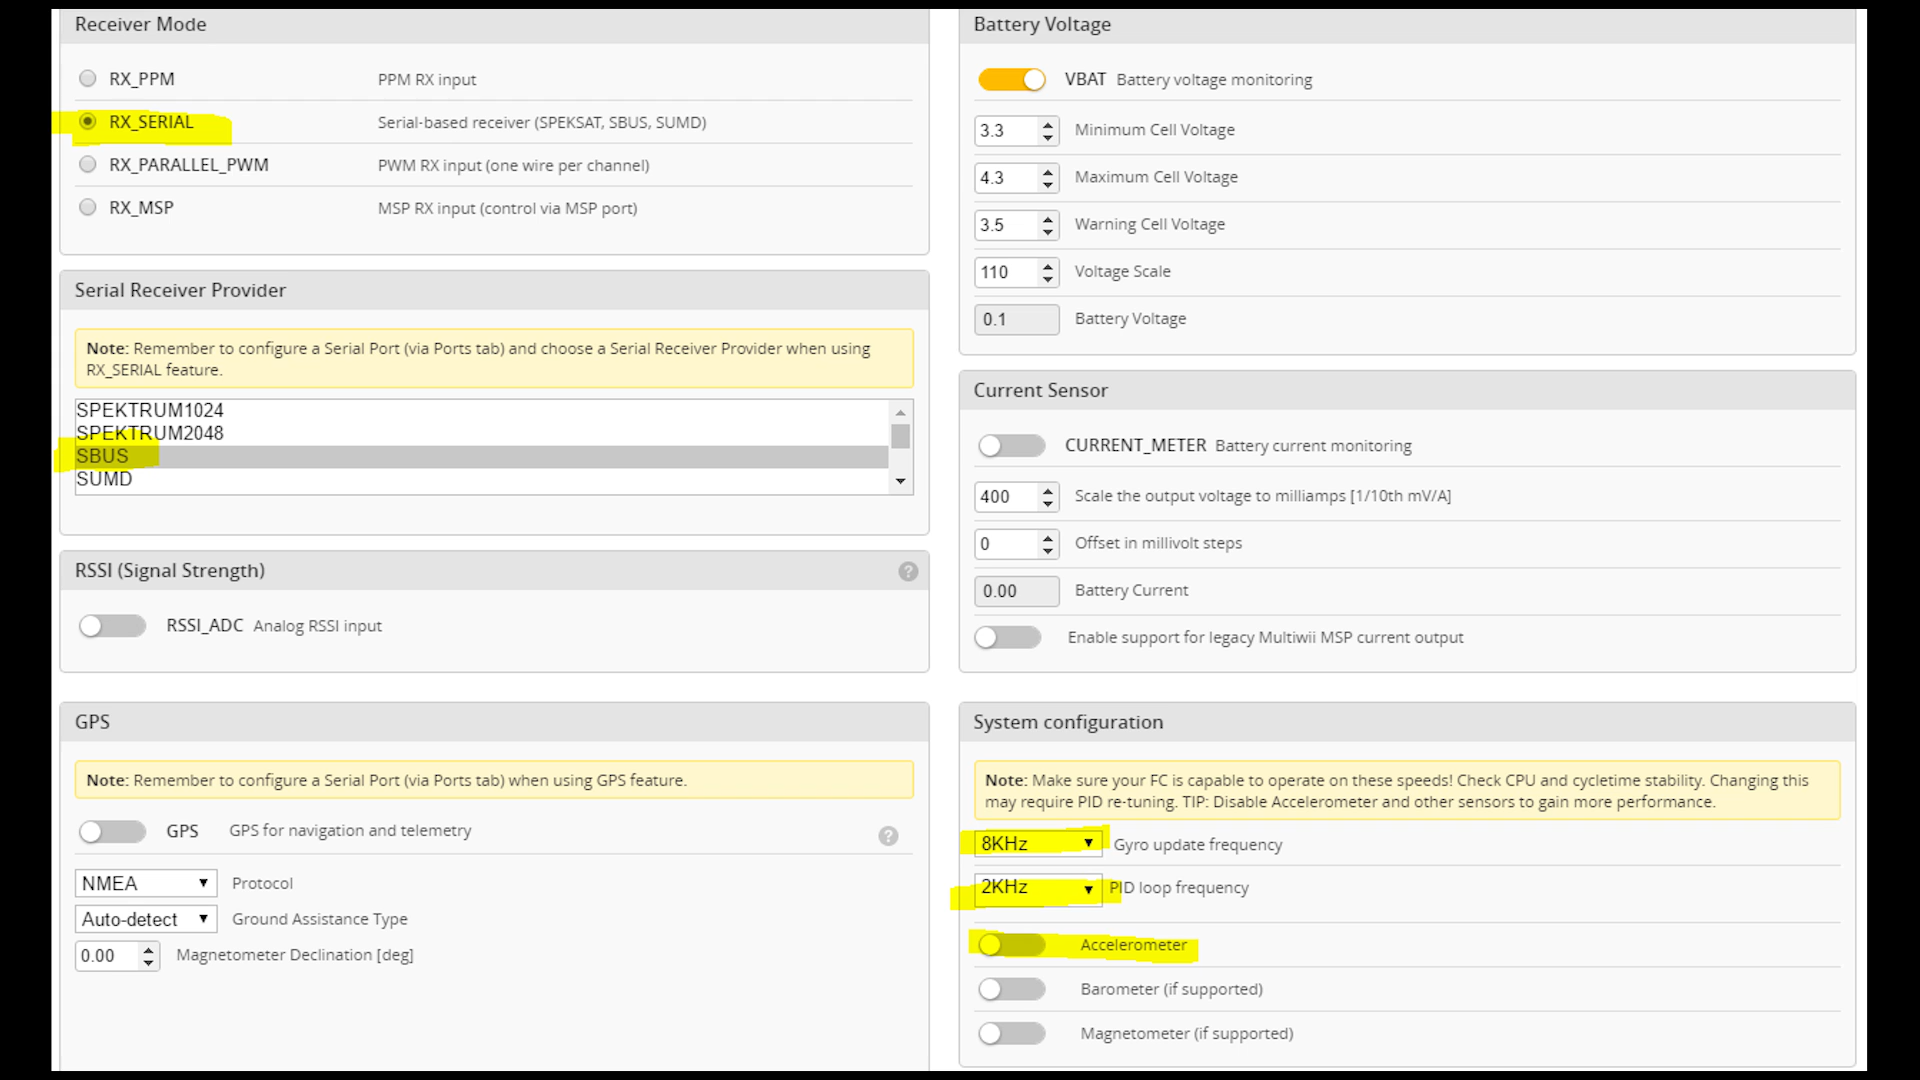 Receiver Mode
RX_PPM PPM RX input
RX_SERIAL Serial-based receiver (SPEKSAT, SBUS, SUMD)
RX_PARALLEL_PWM PWM RX input (one wire per channel)
RX_MSP MSP RX input (control via MSP port)
Serial Receiver Provider
Note: Remember to configure a Serial Port (via Ports tab) and choose a Serial Receiver Provider when using
RX_SERIAL feature.
SPEKTRUM1024
SPEKTRUM2048
SBUS
SUMD
RSSI (Signal Strength)
?
RSSI_ADC Analog RSSI input
GPS
Note: Remember to configure a Serial Port (via Ports tab) when using GPS feature.
GPS GPS for navigation and telemetry
?
NMEA Protocol
Auto-detect Ground Assistance Type
0.00 Magnetometer Declination [deg]
Battery Voltage
VBAT Battery voltage monitoring
3.3 Minimum Cell Voltage
4.3 Maximum Cell Voltage
3.5 Warning Cell Voltage
110 Voltage Scale
0.1 Battery Voltage
Current Sensor
CURRENT_METER Battery current monitoring
400 Scale the output voltage to milliamps [1/10th mV/A]
0 Offset in millivolt steps
0.00 Battery Current
Enable support for legacy Multiwii MSP current output
System configuration
Note: Make sure your FC is capable to operate on these speeds! Check CPU and cycletime stability. Changing this
may require PID re-tuning. TIP: Disable Accelerometer and other sensors to gain more performance.
8KHz Gyro update frequency
2KHz PID loop frequency
Accelerometer
Barometer (if supported)
Magnetometer (if supported)